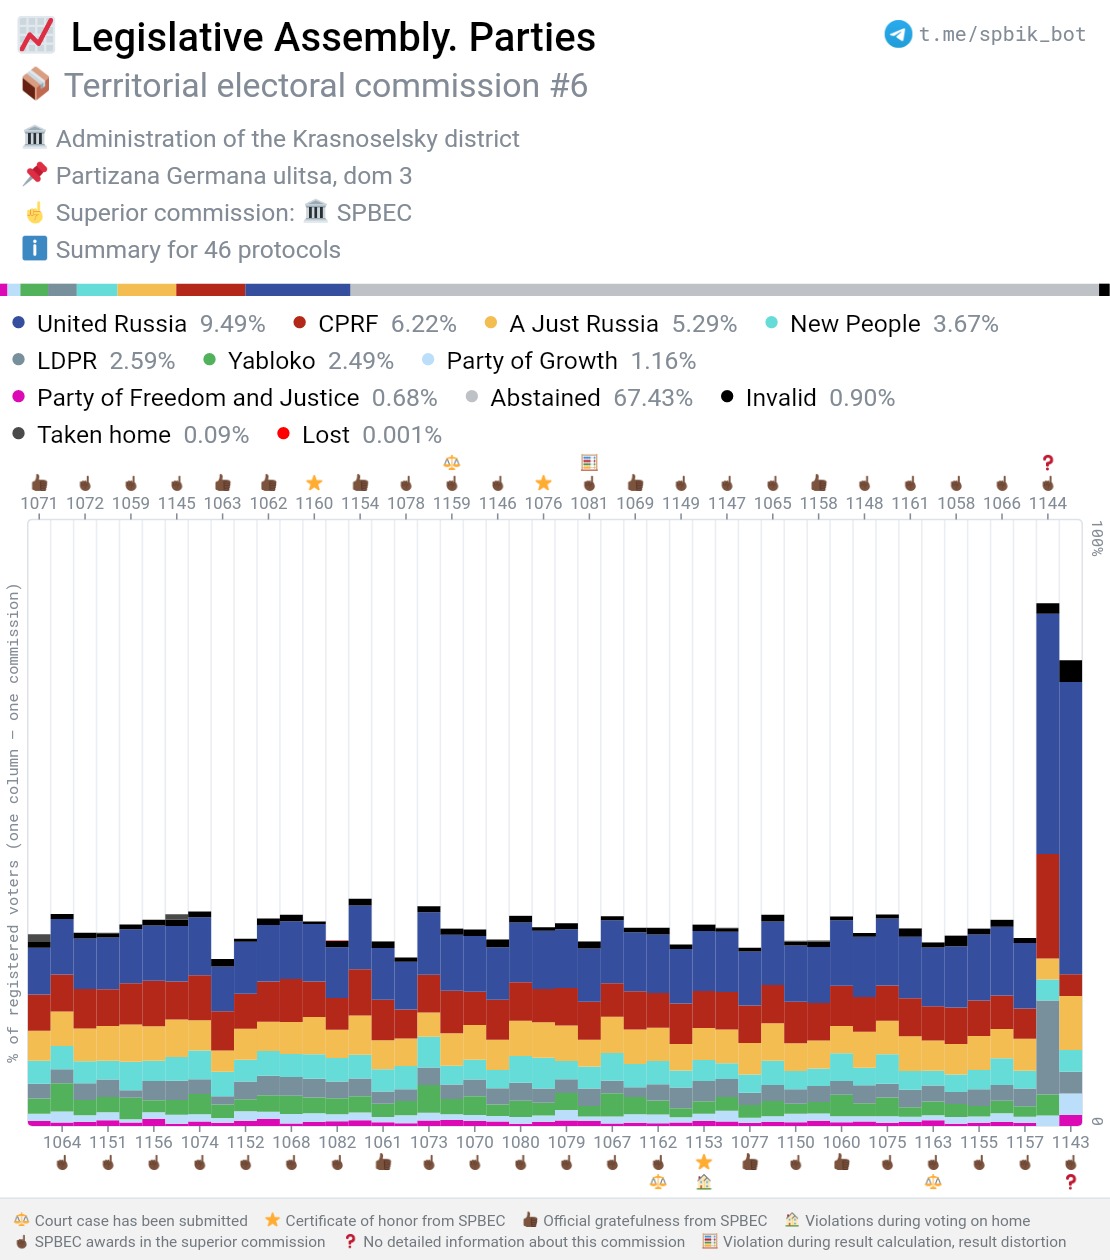 Legislative Assembly. Parties
t.me/spbik_bot
Territorial electoral commission #6
Administration of the Krasnoselsky district
Partizana Germana ulitsa, dom 3
Superior commission: SPBEC
Summary for 46 protocols
United Russia 9.49% CPRF 6.22% A Just Russia 5.29% New People 3.67%
LDPR 2.59% Yabloko 2.49% Party of Growth 1.16%
Party of Freedom and Justice 0.68% Abstained 67.43% Invalid 0.90%
Taken home 0.09% Lost 0.001%
1071 1072 1059 1145 1063 1062 1160 1154 1078 1159 1146 1076 1081 1069 1149 1147 1065 1158 1148 1161 1058 1066 1144
100%
% of registered voters (one column – one commission)
0
1064 1151 1156 1074 1152 1068 1082 1061 1073 1070 1080 1079 1067 1162 1153 1077 1150 1060 1075 1163 1155 1157 1143
Court case has been submitted Certificate of honor from SPBEC Official gratefulness from SPBEC Violations during voting on home
SPBEC awards in the superior commission No detailed information about this commission Violation during result calculation, result distortion